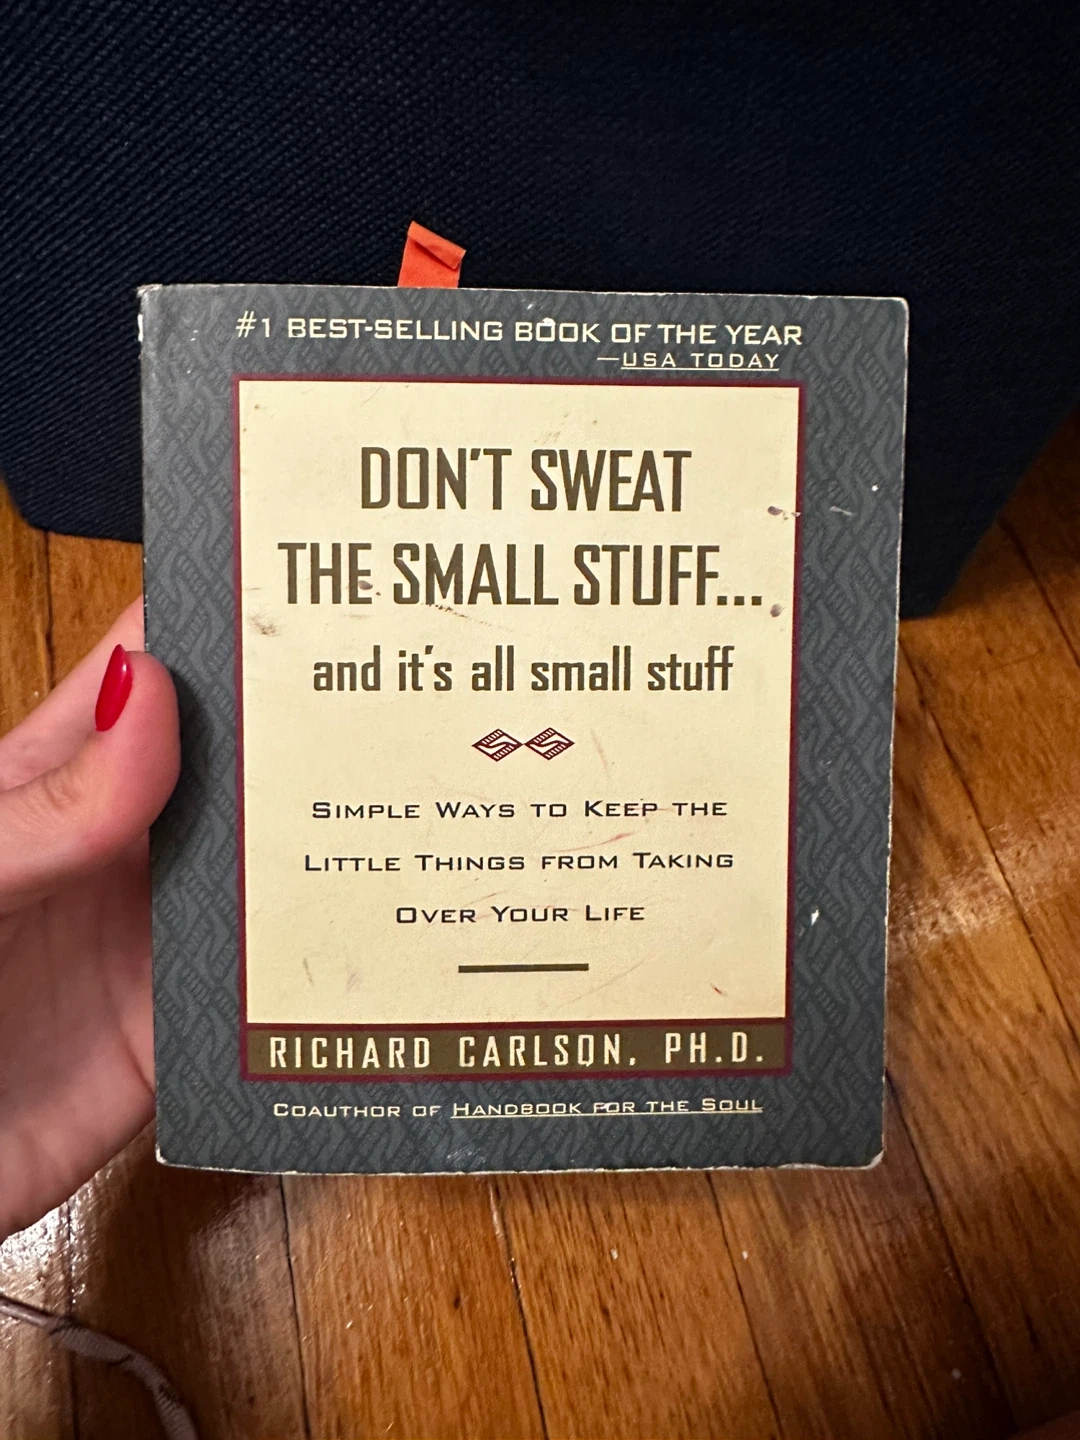 #1 BEST-SELLING BOOK OF THE YEAR
—USA TODAY
DON'T SWEAT
THE SMALL STUFF...
and it's all small stuff
SIMPLE WAYS TO KEEP THE
LITTLE THINGS FROM TAKING
OVER YOUR LIFE
RICHARD CARLSON, PH.D.
COAUTHOR OF HANDBOOK FOR THE SOUL